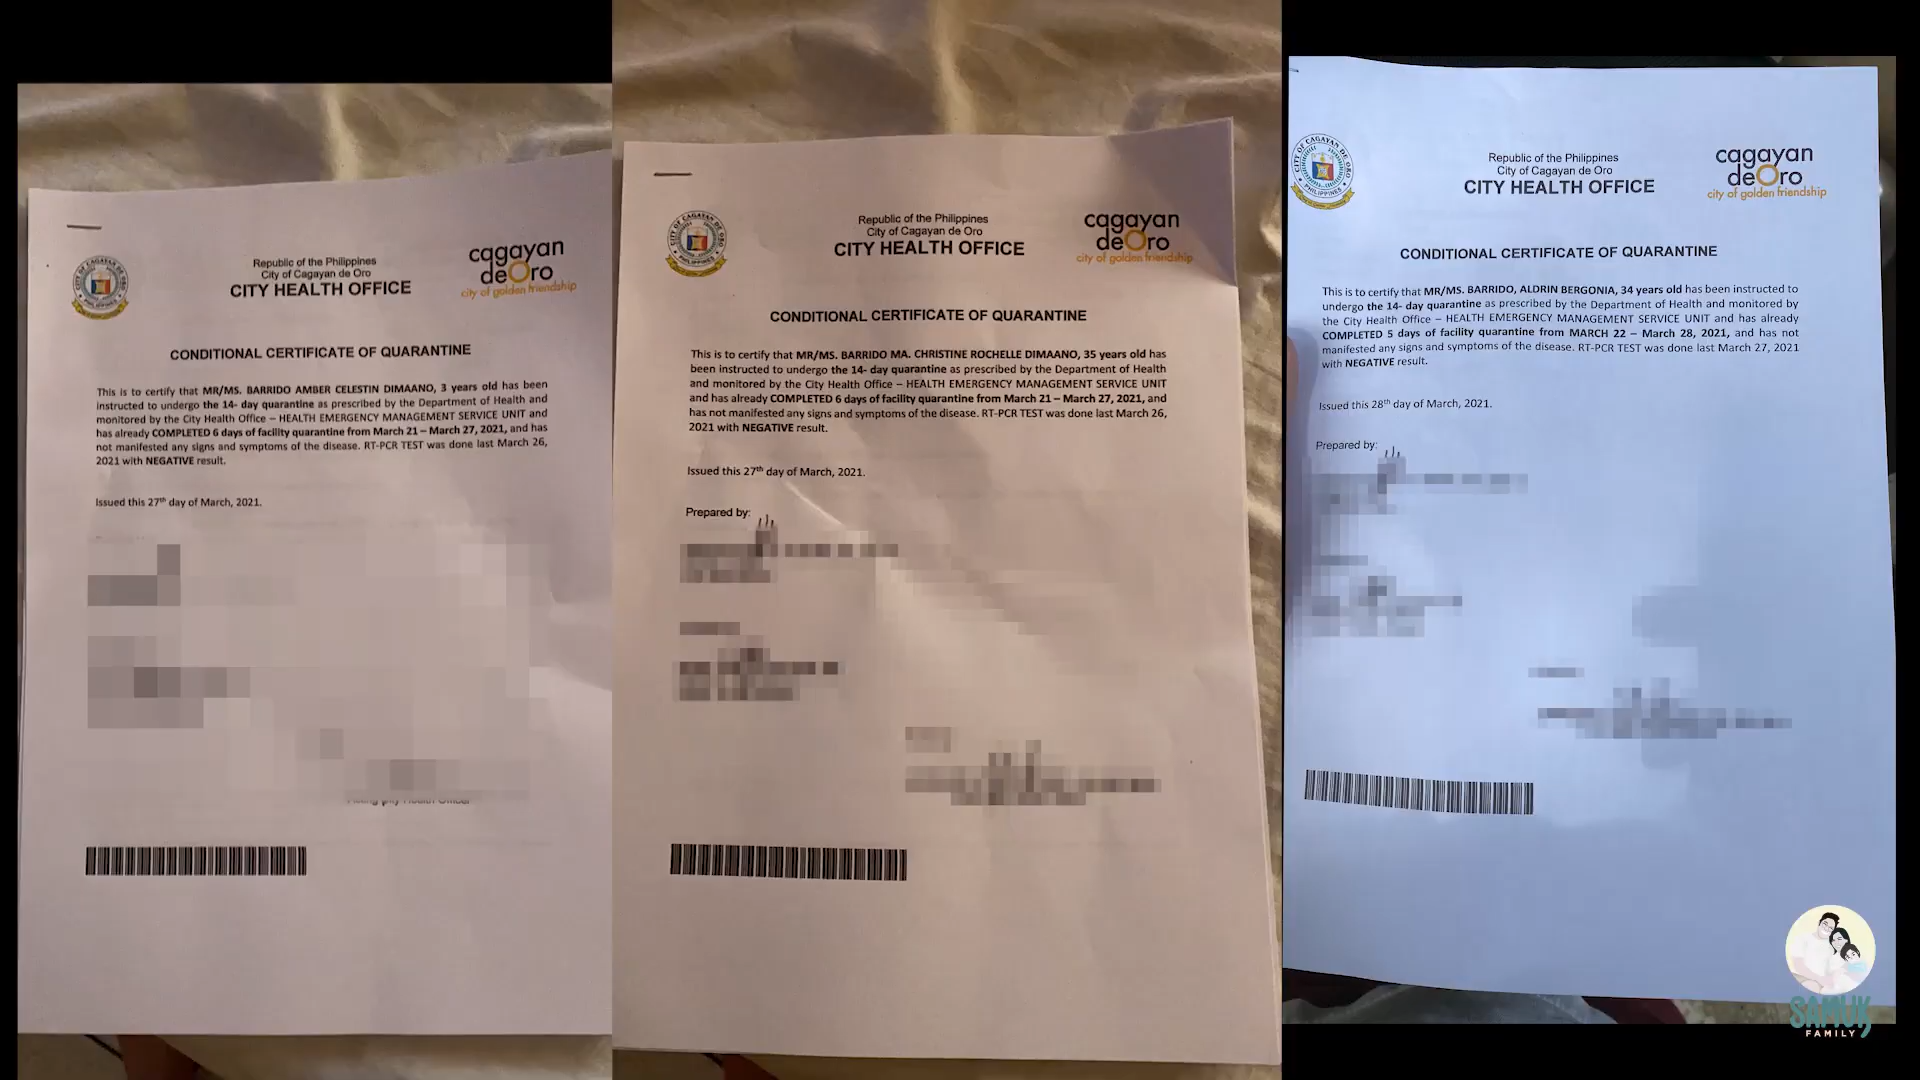 Republic of the Philippines
City of Cagayan de Oro
CITY HEALTH OFFICE
cagayan
deOro
city of golden friendship
CONDITIONAL CERTIFICATE OF QUARANTINE
This is to certify that MR/MS. BARRIDO AMBER CELESTIN DIMAANO, 3 years old has been
instructed to undergo the 14- day quarantine as prescribed by the Department of Health and
monitored by the City Health Office – HEALTH EMERGENCY MANAGEMENT SERVICE UNIT and
has already COMPLETED 6 days of facility quarantine from March 21 – March 27, 2021, and has
not manifested any signs and symptoms of the disease. RT-PCR TEST was done last March 26,
2021 with NEGATIVE result.
Issued this 27th day of March, 2021.
Republic of the Philippines
City of Cagayan de Oro
CITY HEALTH OFFICE
cagayan
deOro
city of golden friendship
CONDITIONAL CERTIFICATE OF QUARANTINE
This is to certify that MR/MS. BARRIDO MA. CHRISTINE ROCHELLE DIMAANO, 35 years old has
been instructed to undergo the 14- day quarantine as prescribed by the Department of Health
and monitored by the City Health Office – HEALTH EMERGENCY MANAGEMENT SERVICE UNIT
and has already COMPLETED 6 days of facility quarantine from March 21 – March 27, 2021, and
has not manifested any signs and symptoms of the disease. RT-PCR TEST was done last March 26,
2021 with NEGATIVE result.
Issued this 27th day of March, 2021.
Prepared by:
CITY OF CAGAYAN DE ORO
PHILIPPINES
Republic of the Philippines
City of Cagayan de Oro
CITY HEALTH OFFICE
cagayan
deOro
city of golden friendship
CONDITIONAL CERTIFICATE OF QUARANTINE
This is to certify that MR/MS. BARRIDO, ALDRIN BERGONIA, 34 years old has been instructed to
undergo the 14- day quarantine as prescribed by the Department of Health and monitored by
the City Health Office – HEALTH EMERGENCY MANAGEMENT SERVICE UNIT and has already
COMPLETED 5 days of facility quarantine from MARCH 22 – March 28, 2021, and has not
manifested any signs and symptoms of the disease. RT-PCR TEST was done last March 27, 2021
with NEGATIVE result.
Issued this 28th day of March, 2021.
Prepared by:
SAMUK
FAMILY